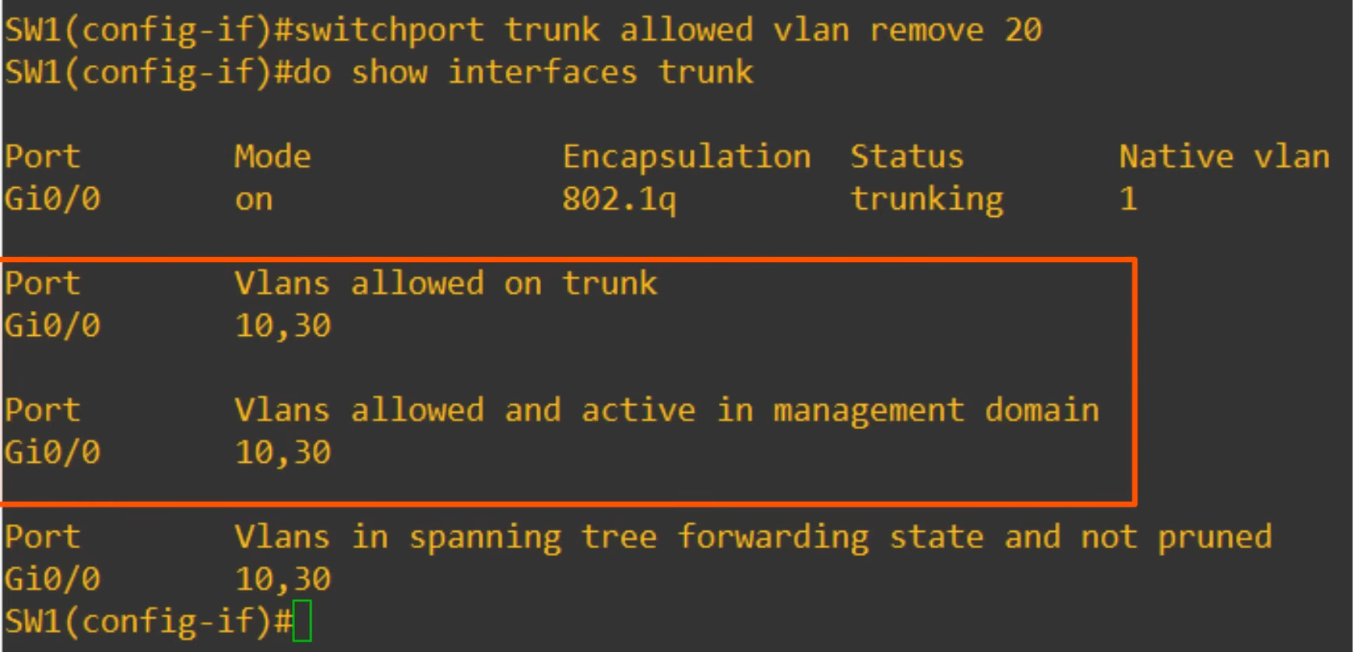 SW1(config-if)#switchport trunk allowed vlan remove 20
SW1(config-if)#do show interfaces trunk
Port Mode Encapsulation Status Native vlan
Gi0/0 on 802.1q trunking 1
Port Vlans allowed on trunk
Gi0/0 10,30
Port Vlans allowed and active in management domain
Gi0/0 10,30
Port Vlans in spanning tree forwarding state and not pruned
Gi0/0 10,30
SW1(config-if)#